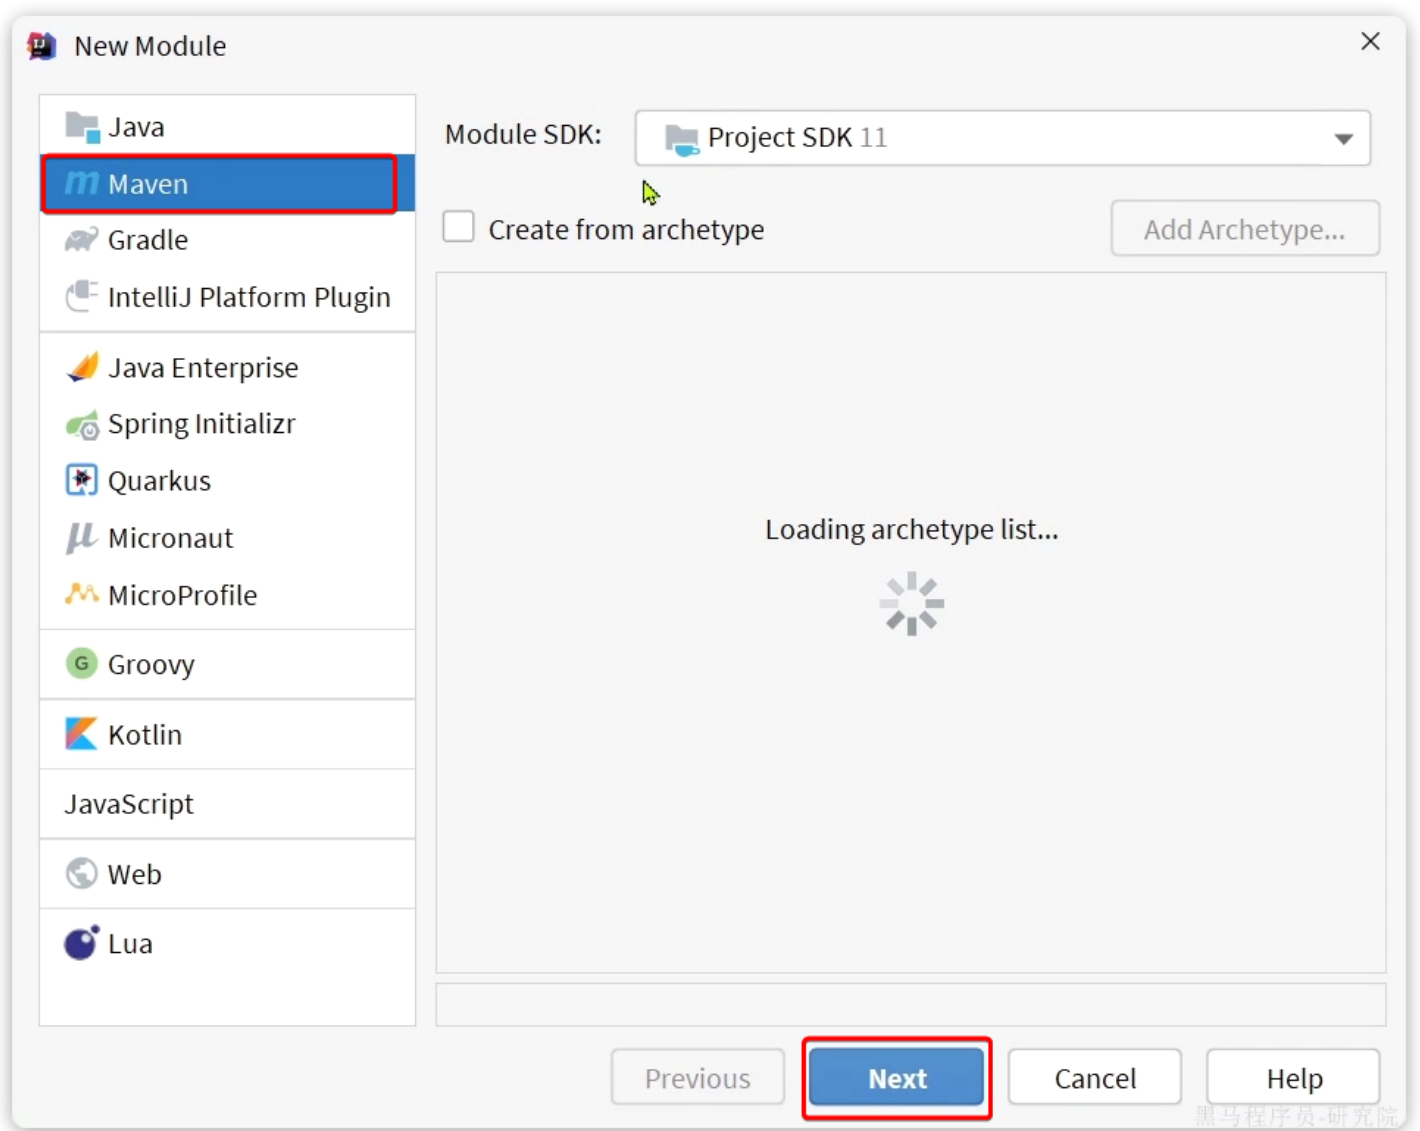 New Module
Java
Maven
Gradle
IntelliJ Platform Plugin
Java Enterprise
Spring Initializr
Quarkus
Micronaut
MicroProfile
Groovy
Kotlin
JavaScript
Web
Lua
Module SDK:
Project SDK 11
Create from archetype
Add Archetype...
Loading archetype list...
Previous
Next
Cancel
Help
黑马程序员-研究院